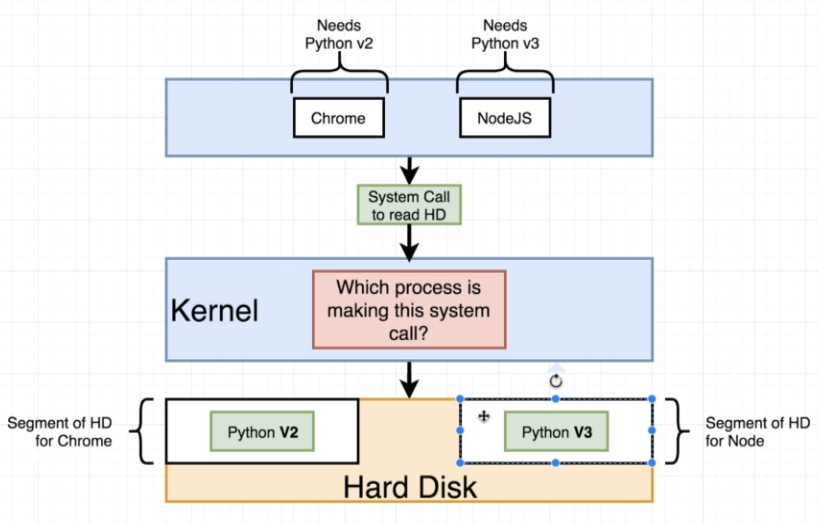 Needs
Python v2
Needs
Python v3
Chrome
NodeJS
System Call
to read HD
Kernel
Which process is
making this system
call?
Segment of HD
for Chrome
Python V2
Python V3
Segment of HD
for Node
Hard Disk